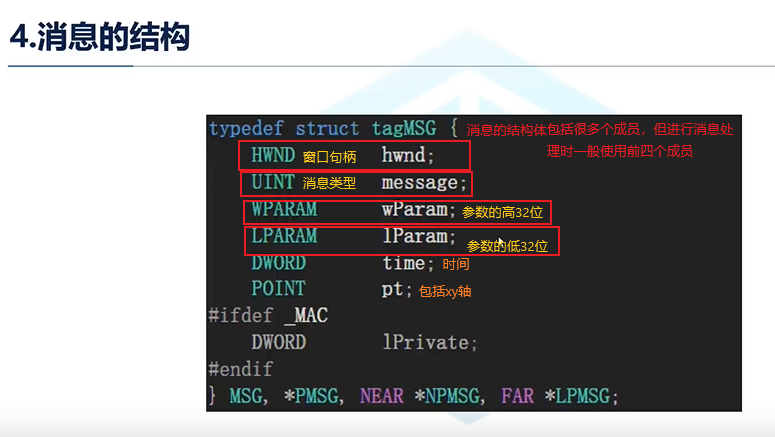 4.消息的结构
typedef struct tagMSG { 消息的结构体包括很多个成员，但进行消息处
理时一般使用前四个成员
HWND 窗口句柄 hwnd;
UINT 消息类型 message;
WPARAM wParam; 参数的高32位
LPARAM lParam; 参数的低32位
DWORD time; 时间
POINT pt; 包括xy轴
#ifdef _MAC
DWORD lPrivate;
#endif
} MSG, *PMSG, NEAR *NPMSG, FAR *LPMSG;